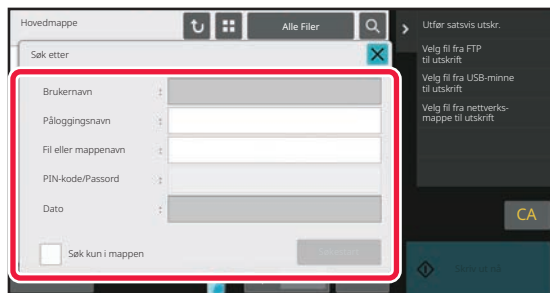 Hovedmappe
Alle Filer
Utfør satsvis utskr.
Søk etter
Velg fil fra FTP
til utskrift
Velg fil fra USB-minne
til utskrift
Velg fil fra nettverks-
mappe til utskrift
Brukernavn :
Påloggingsnavn :
Fil eller mappenavn :
PIN-kode/Passord :
Dato :
CA
Søk kun i mappen